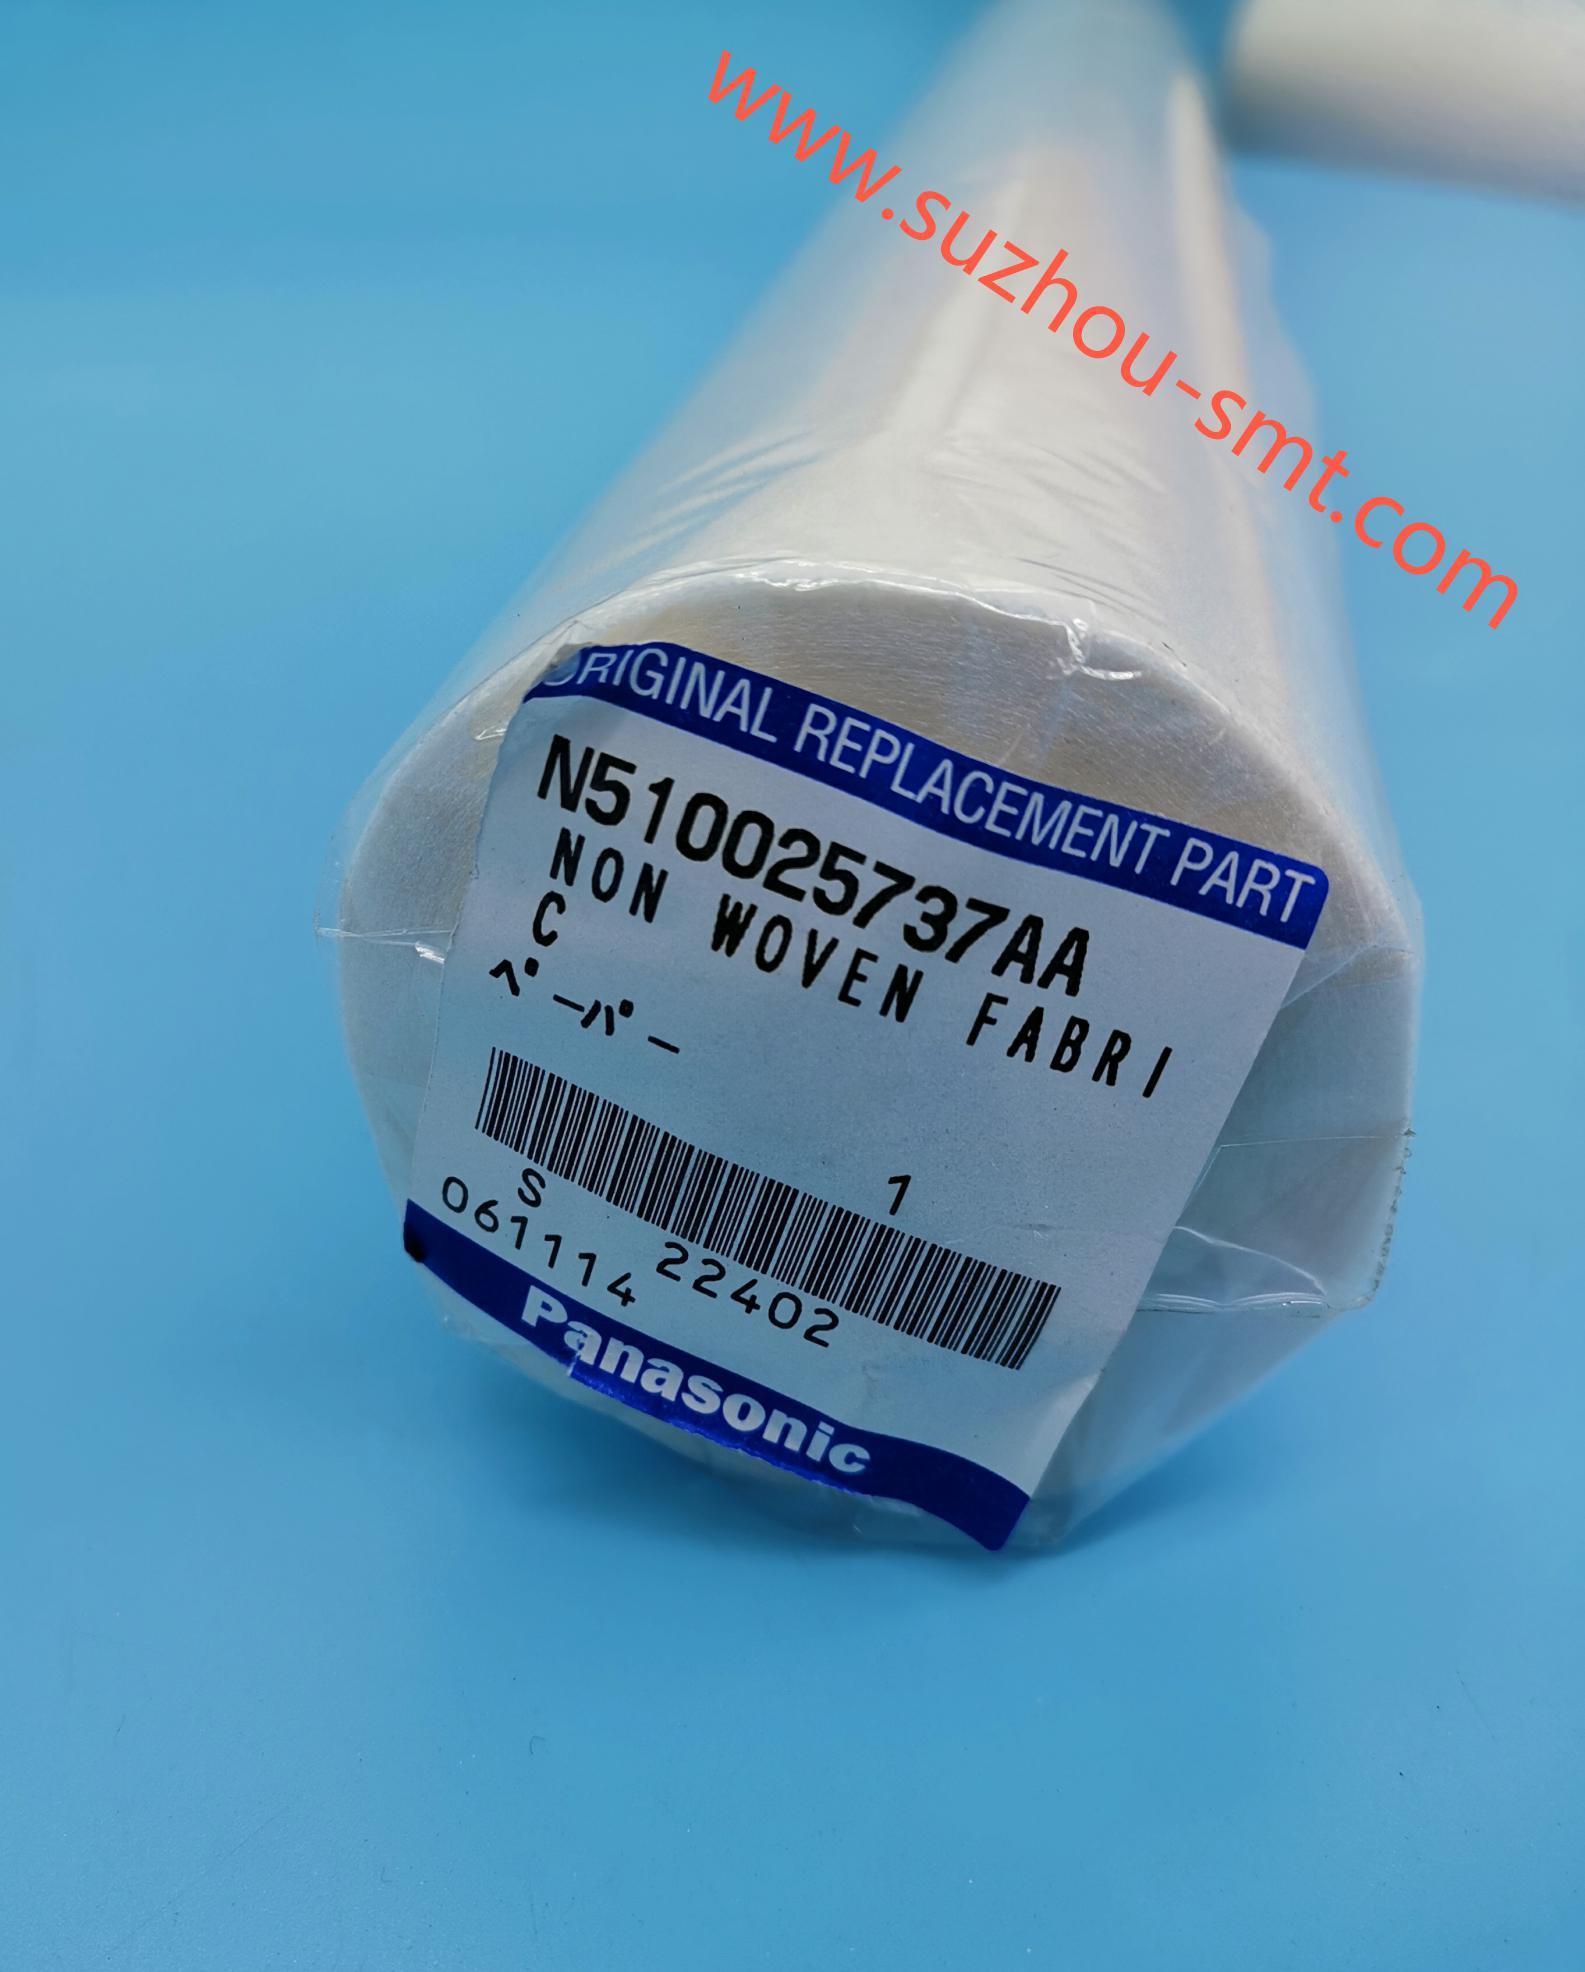 www.suzhou-smt.com
ORIGINAL REPLACEMENT PART
N510025737AA
NON WOVEN FABRI
C
ペーパー
1
S
061114 22402
Panasonic